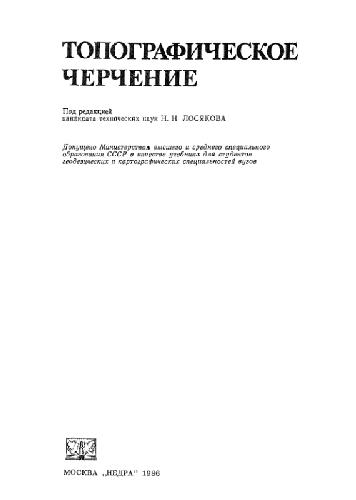 ТОПОГРАФИЧЕСКОЕ
ЧЕРЧЕНИЕ
Под редакцией
кандидата технических наук Н. Н. ЛОСЯКОВА
Допущено Министерством высшего и среднего специального
образования СССР в качестве учебника для студентов
геодезических и картографических специальностей вузов
МОСКВА „НЕДРА" 1986